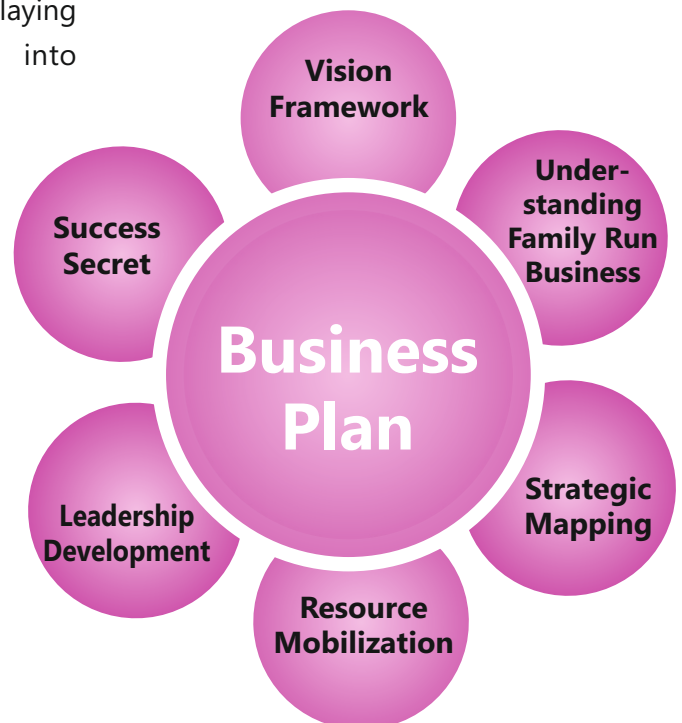 laying
into
Vision
Framework
Under-
standing
Family Run
Business
Success
Secret
Business
Plan
Strategic
Mapping
Leadership
Development
Resource
Mobilization